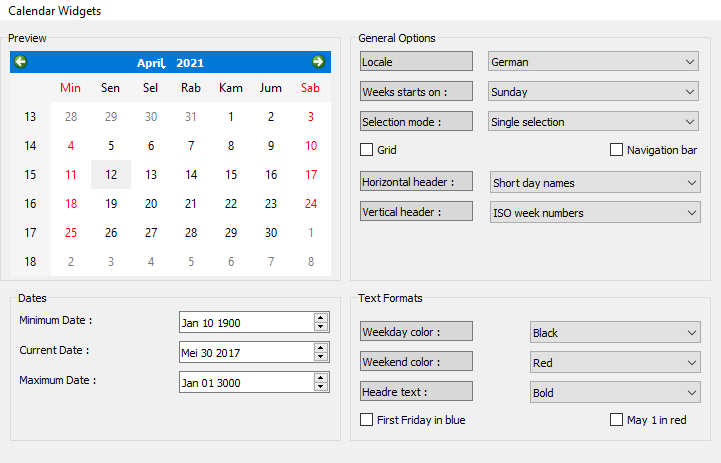 Calendar Widgets
Preview
April, 2021
Min Sen Sel Rab Kam Jum Sab
13 28 29 30 31 1 2 3
14 4 5 6 7 8 9 10
15 11 12 13 14 15 16 17
16 18 19 20 21 22 23 24
17 25 26 27 28 29 30 1
18 2 3 4 5 6 7 8
General Options
Locale German
Weeks starts on : Sunday
Selection mode : Single selection
Grid Navigation bar
Horizontal header : Short day names
Vertical header : ISO week numbers
Dates
Minimum Date : Jan 10 1900
Current Date : Mei 30 2017
Maximum Date : Jan 01 3000
Text Formats
Weekday color : Black
Weekend color : Red
Headre text : Bold
First Friday in blue May 1 in red